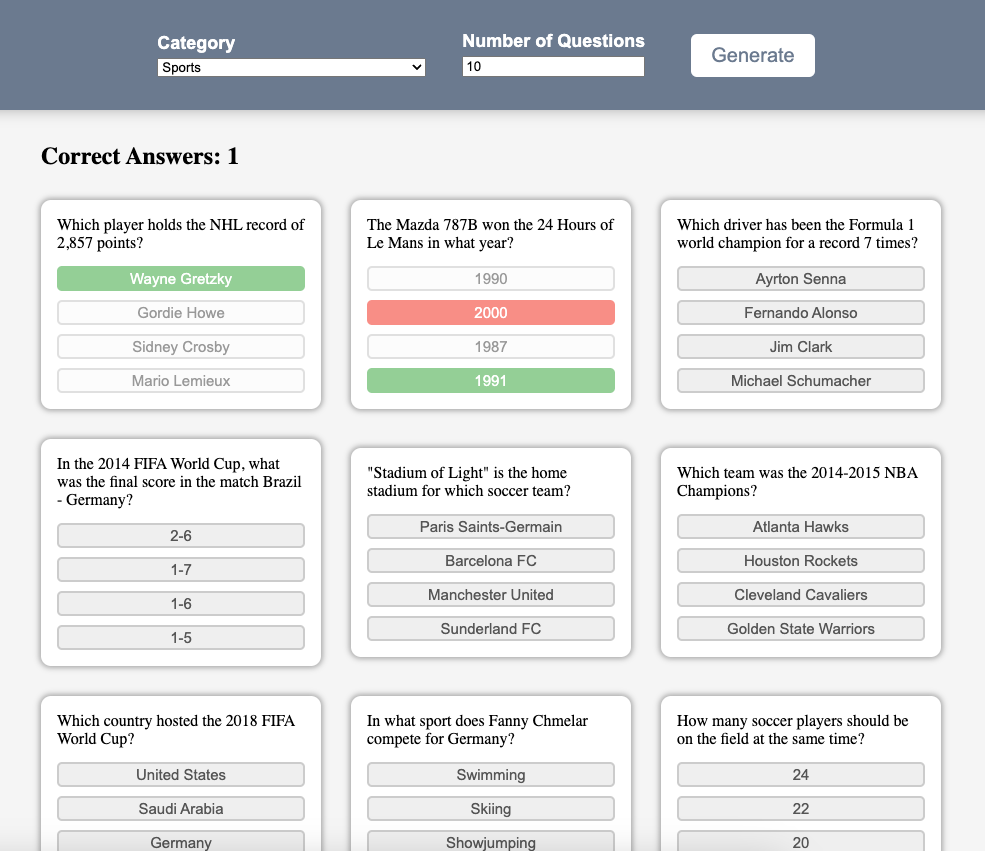 Category
Number of Questions
Sports
10
Generate
Correct Answers: 1
Which player holds the NHL record of
2,857 points?
Wayne Gretzky
Gordie Howe
Sidney Crosby
Mario Lemieux
The Mazda 787B won the 24 Hours of
Le Mans in what year?
1990
2000
1987
1991
Which driver has been the Formula 1
world champion for a record 7 times?
Ayrton Senna
Fernando Alonso
Jim Clark
Michael Schumacher
In the 2014 FIFA World Cup, what
was the final score in the match Brazil
- Germany?
2-6
1-7
1-6
1-5
"Stadium of Light" is the home
stadium for which soccer team?
Paris Saints-Germain
Barcelona FC
Manchester United
Sunderland FC
Which team was the 2014-2015 NBA
Champions?
Atlanta Hawks
Houston Rockets
Cleveland Cavaliers
Golden State Warriors
Which country hosted the 2018 FIFA
World Cup?
United States
Saudi Arabia
Germany
In what sport does Fanny Chmelar
compete for Germany?
Swimming
Skiing
Showjumping
How many soccer players should be
on the field at the same time?
24
22
20